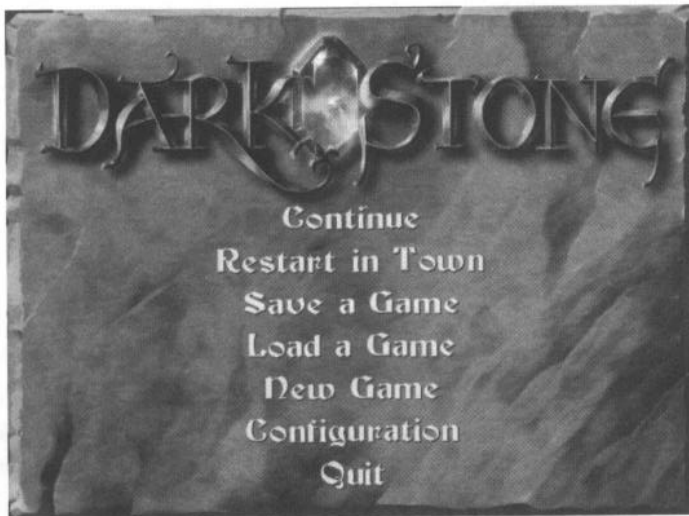 DARKSTONE
Continue
Restart in Town
Save a Game
Load a Game
New Game
Configuration
Quit